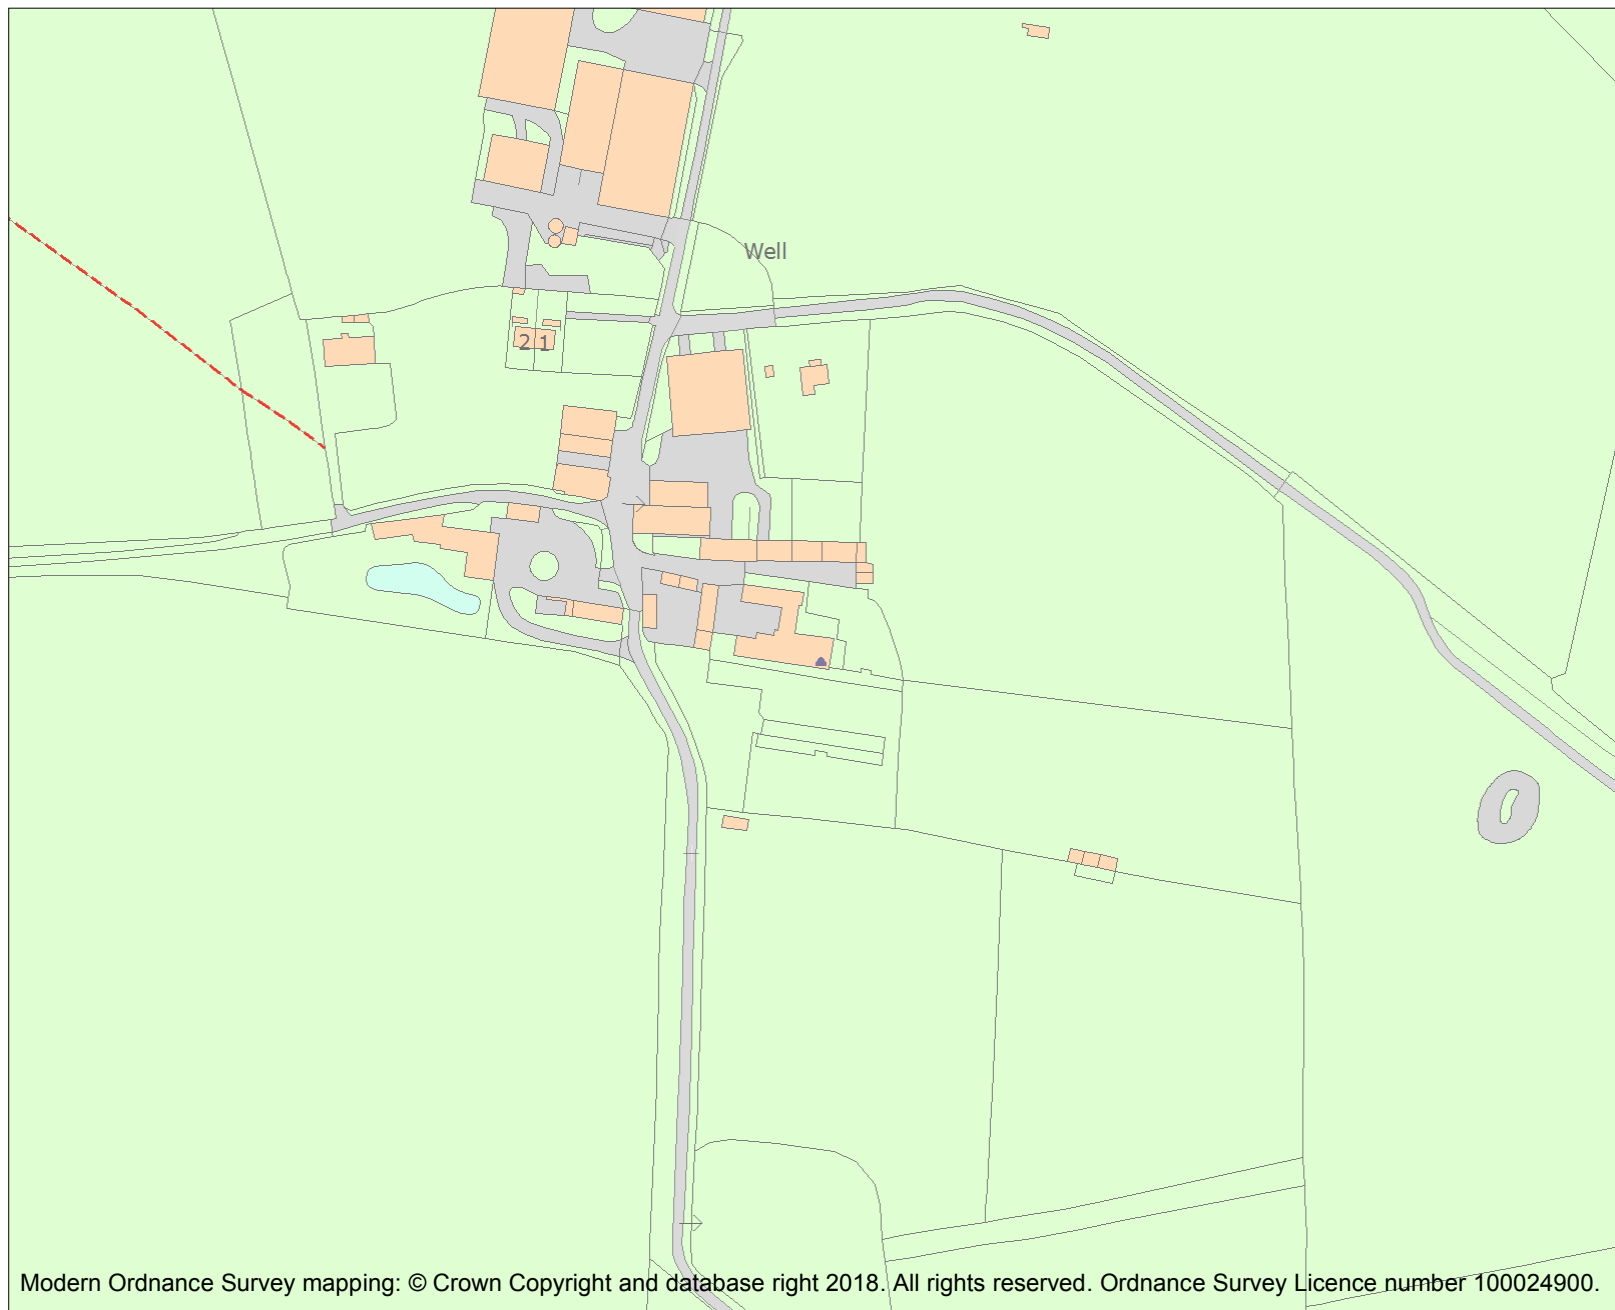 Well
2 1
Modern Ordnance Survey mapping: © Crown Copyright and database right 2018. All rights reserved. Ordnance Survey Licence number 100024900.